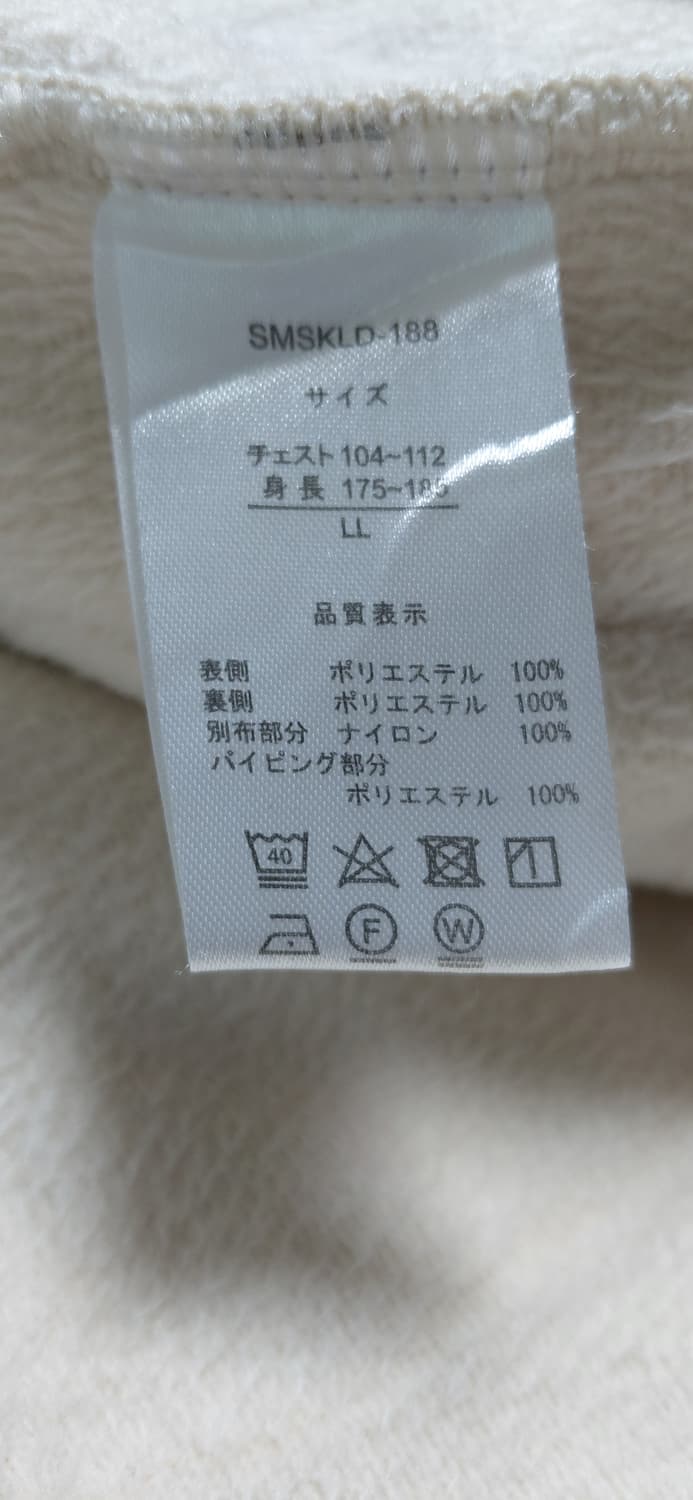 SMSKLD-188
サイズ
チェスト 104~112
身長 175~185
LL
品質表示
表側 ポリエステル 100%
裏側 ポリエステル 100%
別布部分 ナイロン 100%
パイピング部分
ポリエステル 100%
40
F W